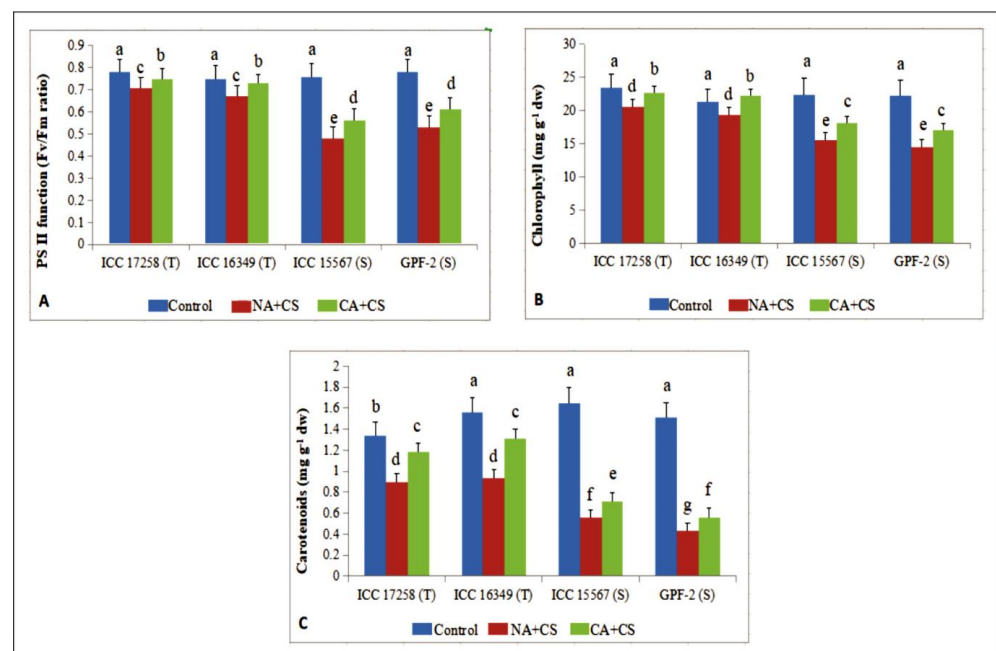 0.9
0.8
0.7
0.6
0.5
0.4
0.3
0.2
0.1
0
PS II function (Fv/Fm ratio)
a c b a c b a e d a e d
ICC 17258 (T) ICC 16349 (T) ICC 15567 (S) GPF-2 (S)
A
Control NA+CS CA+CS
30
25
20
15
10
5
0
Chlorophyll (mg g⁻¹ dw)
a d b a d b a e c a e c
ICC 17258 (T) ICC 16349 (T) ICC 15567 (S) GPF-2 (S)
B
Control NA+CS CA+CS
2
1.8
1.6
1.4
1.2
1
0.8
0.6
0.4
0.2
0
Carotenoids (mg g⁻¹ dw)
b d c a d c a f e a g f
ICC 17258 (T) ICC 16349 (T) ICC 15567 (S) GPF-2 (S)
C
Control NA+CS CA+CS